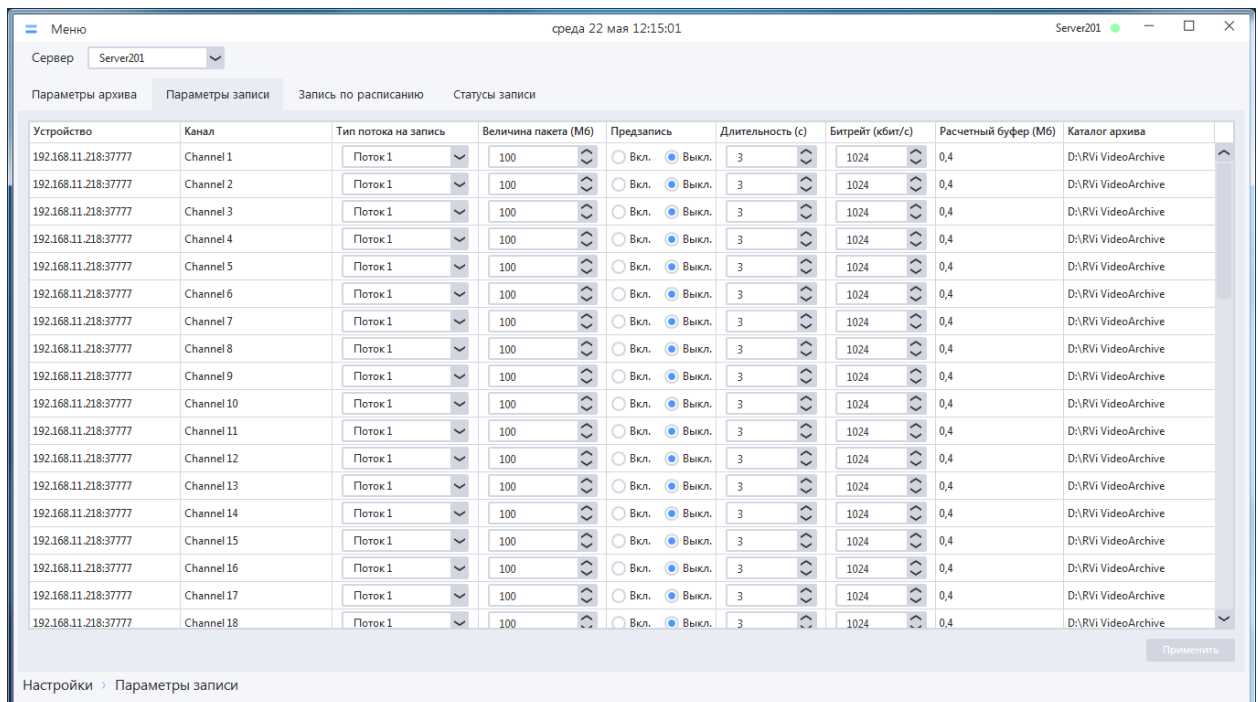 Меню среда 22 мая 12:15:01 Server201
Сервер Server201
Параметры архива Параметры записи Запись по расписанию Статусы записи
Устройство Канал Тип потока на запись Величина пакета (Мб) Предзапись Длительность (с) Битрейт (кбит/с) Расчетный буфер (Мб) Каталог архива
192.168.11.218:37777 Channel 1 Поток 1 100 Вкл. Выкл. 3 1024 0,4 D:\RVi VideoArchive
192.168.11.218:37777 Channel 2 Поток 1 100 Вкл. Выкл. 3 1024 0,4 D:\RVi VideoArchive
192.168.11.218:37777 Channel 3 Поток 1 100 Вкл. Выкл. 3 1024 0,4 D:\RVi VideoArchive
192.168.11.218:37777 Channel 4 Поток 1 100 Вкл. Выкл. 3 1024 0,4 D:\RVi VideoArchive
192.168.11.218:37777 Channel 5 Поток 1 100 Вкл. Выкл. 3 1024 0,4 D:\RVi VideoArchive
192.168.11.218:37777 Channel 6 Поток 1 100 Вкл. Выкл. 3 1024 0,4 D:\RVi VideoArchive
192.168.11.218:37777 Channel 7 Поток 1 100 Вкл. Выкл. 3 1024 0,4 D:\RVi VideoArchive
192.168.11.218:37777 Channel 8 Поток 1 100 Вкл. Выкл. 3 1024 0,4 D:\RVi VideoArchive
192.168.11.218:37777 Channel 9 Поток 1 100 Вкл. Выкл. 3 1024 0,4 D:\RVi VideoArchive
192.168.11.218:37777 Channel 10 Поток 1 100 Вкл. Выкл. 3 1024 0,4 D:\RVi VideoArchive
192.168.11.218:37777 Channel 11 Поток 1 100 Вкл. Выкл. 3 1024 0,4 D:\RVi VideoArchive
192.168.11.218:37777 Channel 12 Поток 1 100 Вкл. Выкл. 3 1024 0,4 D:\RVi VideoArchive
192.168.11.218:37777 Channel 13 Поток 1 100 Вкл. Выкл. 3 1024 0,4 D:\RVi VideoArchive
192.168.11.218:37777 Channel 14 Поток 1 100 Вкл. Выкл. 3 1024 0,4 D:\RVi VideoArchive
192.168.11.218:37777 Channel 15 Поток 1 100 Вкл. Выкл. 3 1024 0,4 D:\RVi VideoArchive
192.168.11.218:37777 Channel 16 Поток 1 100 Вкл. Выкл. 3 1024 0,4 D:\RVi VideoArchive
192.168.11.218:37777 Channel 17 Поток 1 100 Вкл. Выкл. 3 1024 0,4 D:\RVi VideoArchive
192.168.11.218:37777 Channel 18 Поток 1 100 Вкл. Выкл. 3 1024 0,4 D:\RVi VideoArchive
Применить
Настройки › Параметры записи